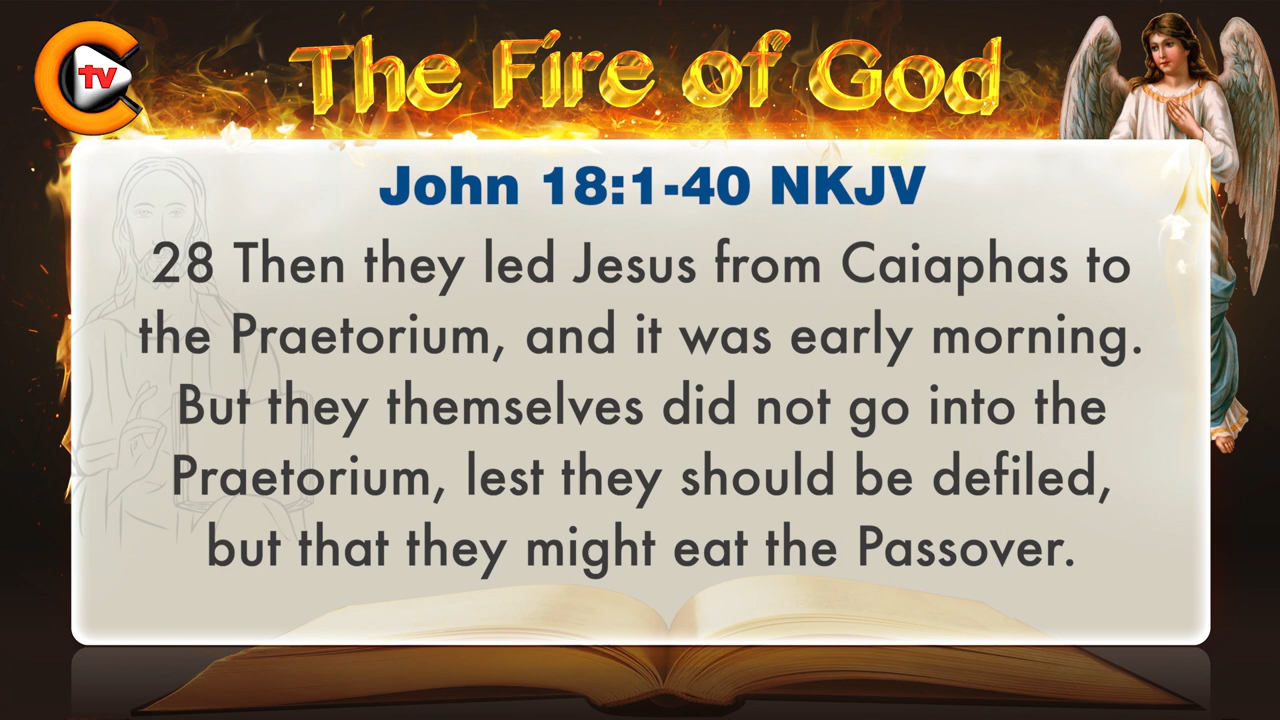 tv
The Fire of God
John 18:1-40 NKJV
28 Then they led Jesus from Caiaphas to
the Praetorium, and it was early morning.
But they themselves did not go into the
Praetorium, lest they should be defiled,
but that they might eat the Passover.